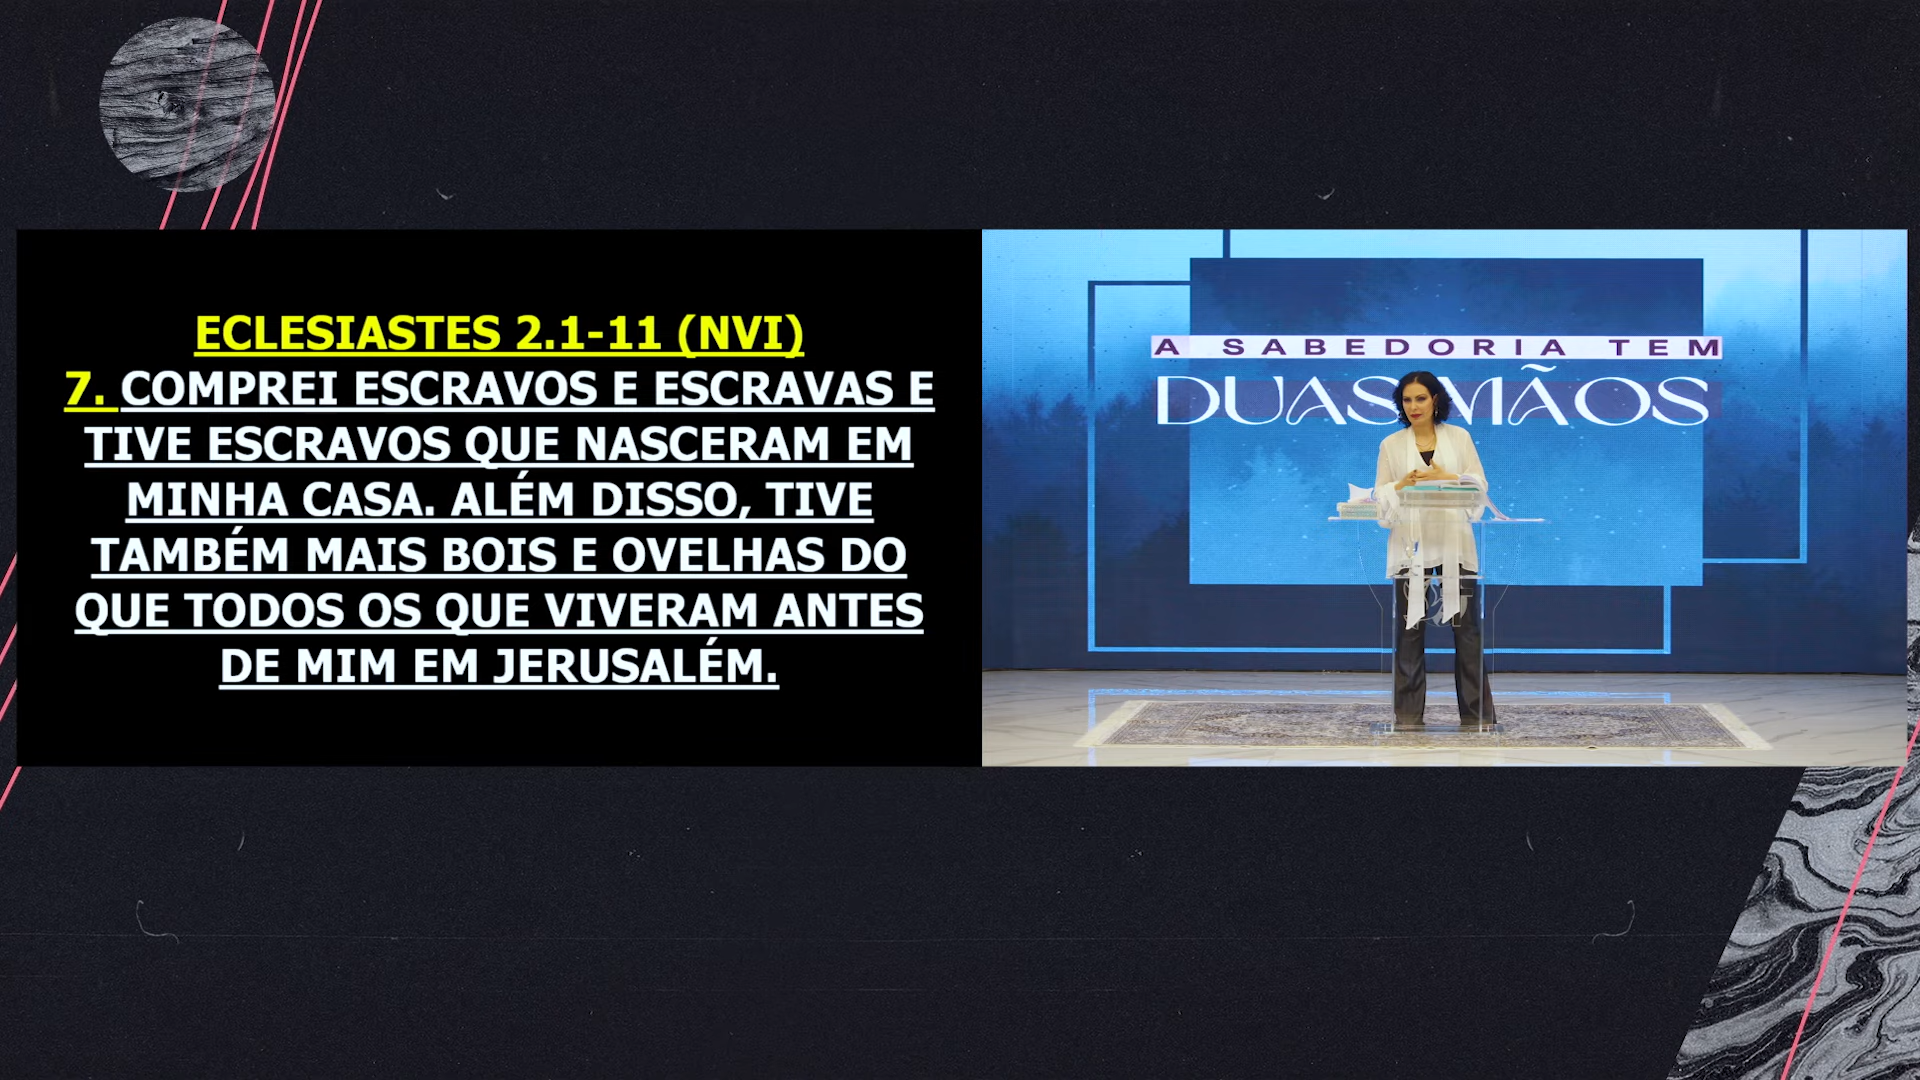 ECLESIASTES 2.1-11 (NVI)
7. COMPREI ESCRAVOS E ESCRAVAS E
TIVE ESCRAVOS QUE NASCERAM EM
MINHA CASA. ALÉM DISSO, TIVE
TAMBÉM MAIS BOIS E OVELHAS DO
QUE TODOS OS QUE VIVERAM ANTES
DE MIM EM JERUSALÉM.
A SABEDORIA TEM
DUAS MÃOS